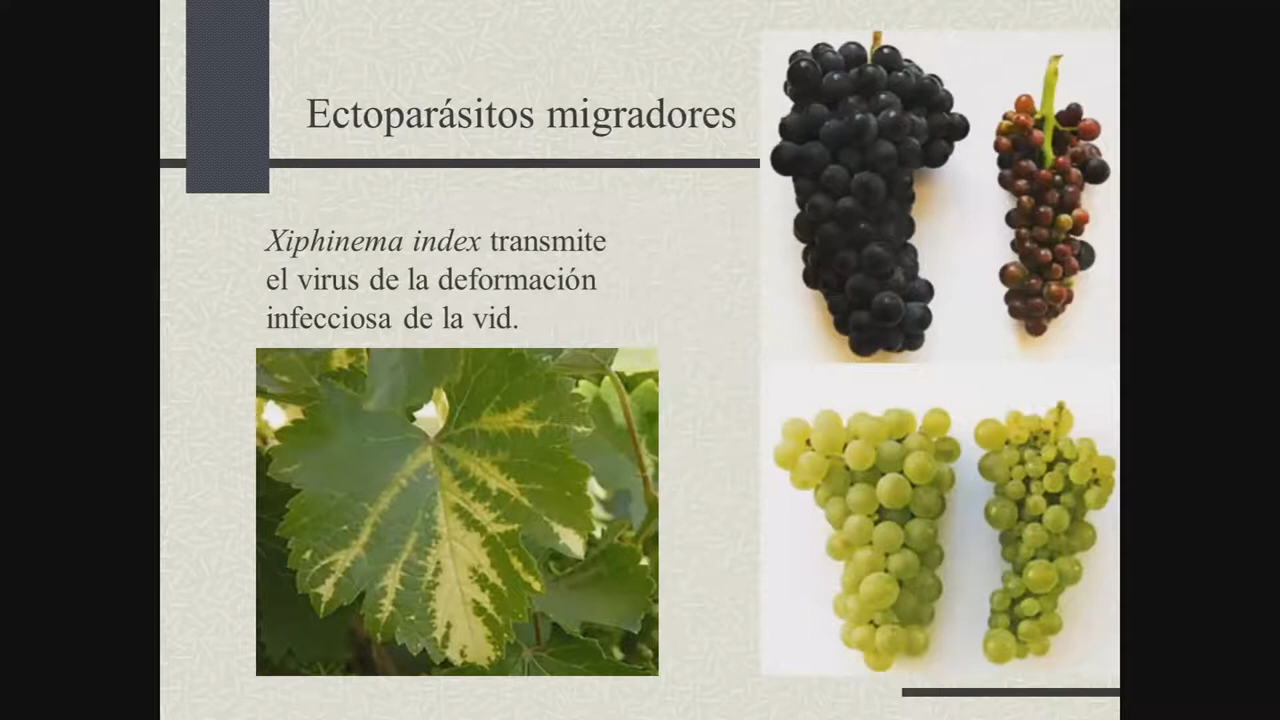 Ectoparásitos migradores
Xiphinema index transmite
el virus de la deformación
infecciosa de la vid.